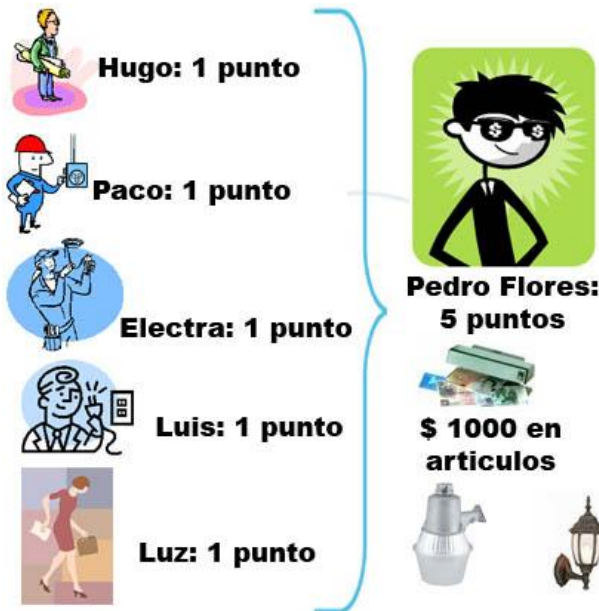 Hugo: 1 punto
Paco: 1 punto
Electra: 1 punto
Luis: 1 punto
Luz: 1 punto
Pedro Flores:
5 puntos
$ 1000 en
articulos